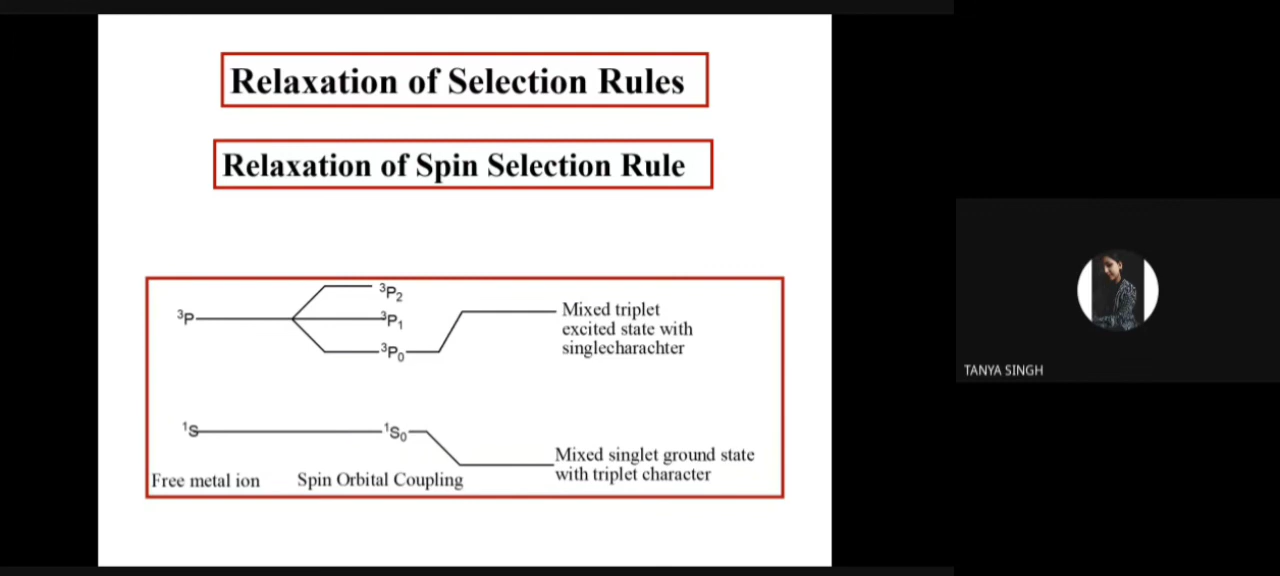 Relaxation of Selection Rules
Relaxation of Spin Selection Rule
³P₂
³P
³P₁
Mixed triplet
excited state with
singlecharachter
³P₀
¹S
¹S₀
Mixed singlet ground state
with triplet character
Free metal ion
Spin Orbital Coupling
TANYA SINGH